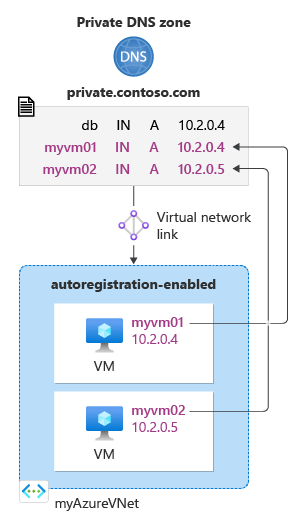 Private DNS zone
DNS
private.contoso.com
db IN A 10.2.0.4
myvm01 IN A 10.2.0.4
myvm02 IN A 10.2.0.5
Virtual network
link
autoregistration-enabled
myvm01
10.2.0.4
VM
myvm02
10.2.0.5
VM
myAzureVNet